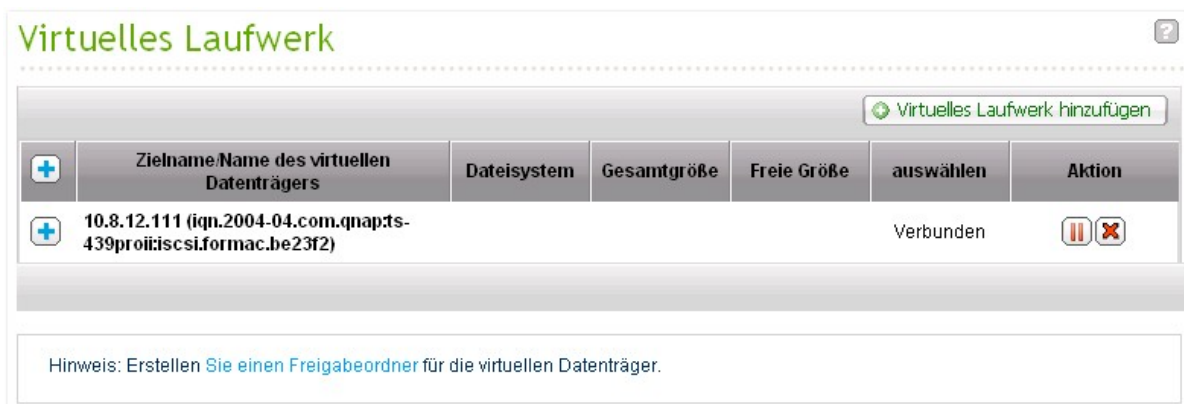 Virtuelles Laufwerk
?
Virtuelles Laufwerk hinzufügen
Zielname/Name des virtuellen
Datenträgers
Dateisystem
Gesamtgröße
Freie Größe
auswählen
Aktion
10.8.12.111 (iqn.2004-04.com.qnap:ts-
439proii:iscsi.formac.be23f2)
Verbunden
Hinweis: Erstellen Sie einen Freigabeordner für die virtuellen Datenträger.